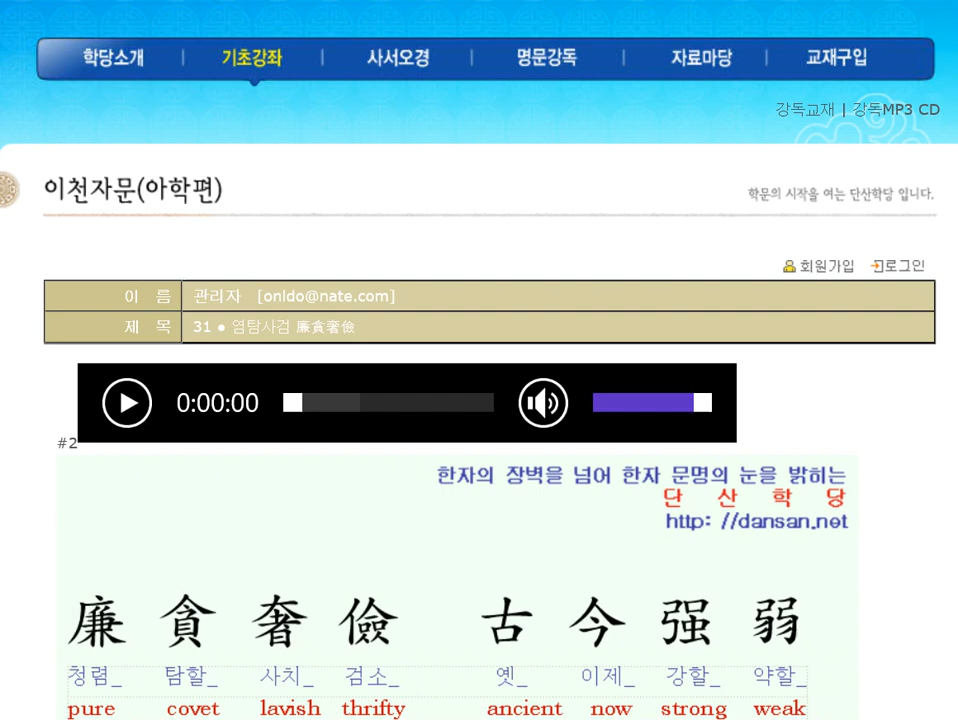 학당소개 | 기초강좌 | 사서오경 | 명문강독 | 자료마당 | 교재구입
강독교재 | 강독MP3 CD
이천자문(아학편)
학문의 시작을 여는 단산학당 입니다.
회원가입 로그인
이 름 관리자 [onldo@nate.com]
제 목 31 ● 염탐사검 廉貪奢儉
0:00:00
#2
한자의 장벽을 넘어 한자 문명의 눈을 밝히는
단 산 학 당
http: //dansan.net
廉 貪 奢 儉 古 今 强 弱
청렴_ 탐할_ 사치_ 검소_ 옛_ 이제_ 강할_ 약할_
pure covet lavish thrifty ancient now strong weak